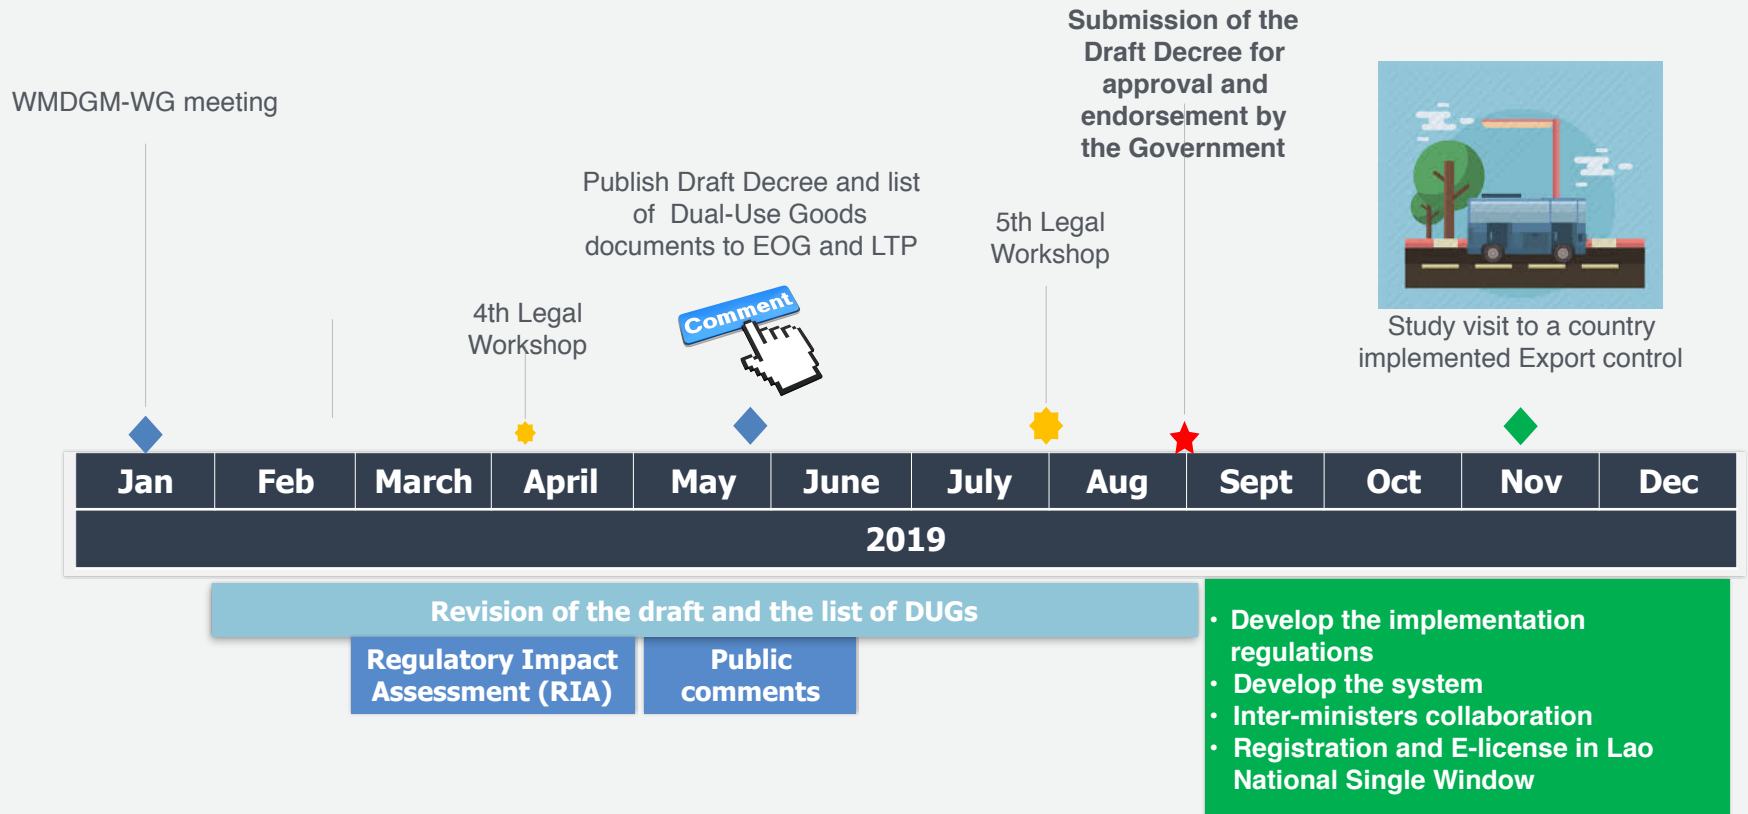 Submission of the
Draft Decree for
approval and
endorsement by
the Government
WMDGM-WG meeting
Publish Draft Decree and list
of Dual-Use Goods
documents to EOG and LTP
5th Legal
Workshop
Comment
4th Legal
Workshop
Study visit to a country
implemented Export control
Jan Feb March April May June July Aug Sept Oct Nov Dec
2019
Revision of the draft and the list of DUGs
Regulatory Impact
Assessment (RIA)
Public
comments
• Develop the implementation
regulations
• Develop the system
• Inter-ministers collaboration
• Registration and E-license in Lao
National Single Window